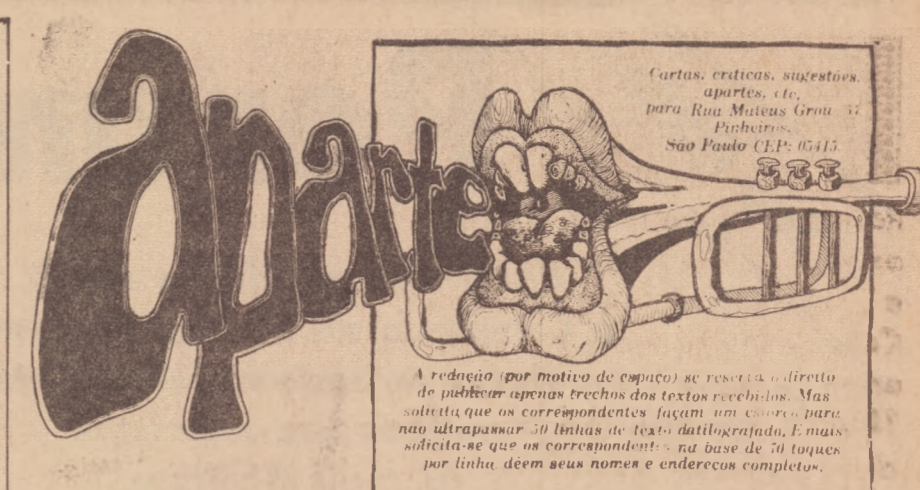 aparte
Cartas, críticas, sugestões,
apartes, etc,
para Rua Mateus Grou
Pinheiros.
São Paulo CEP: 05415.
A redação (por motivo de espaço) se reserva o direito
de publicar apenas trechos dos textos recebidos. Mas
solicita que os correspondentes façam um esforço para
nao ultrapassar 50 linhas de texto datilografado. E mais
solicita-se que os correspondentes na base de 70 toques
por linha, dêem seus nomes e endereços completos.